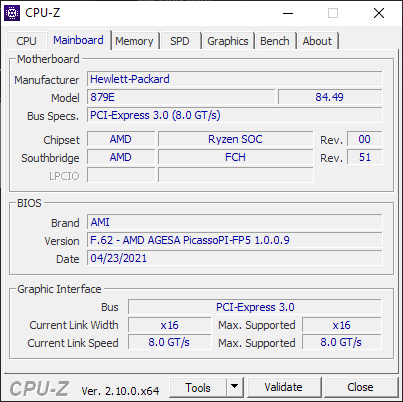 CPU-Z
CPU Mainboard Memory SPD Graphics Bench About
Motherboard
Manufacturer Hewlett-Packard
Model 879E 84.49
Bus Specs. PCI-Express 3.0 (8.0 GT/s)
Chipset AMD Ryzen SOC Rev. 00
Southbridge AMD FCH Rev. 51
LPCIO
BIOS
Brand AMI
Version F.62 - AMD AGESA PicassoPI-FP5 1.0.0.9
Date 04/23/2021
Graphic Interface
Bus PCI-Express 3.0
Current Link Width x16 Max. Supported x16
Current Link Speed 8.0 GT/s Max. Supported 8.0 GT/s
CPU-Z Ver. 2.10.0.x64 Tools Validate Close